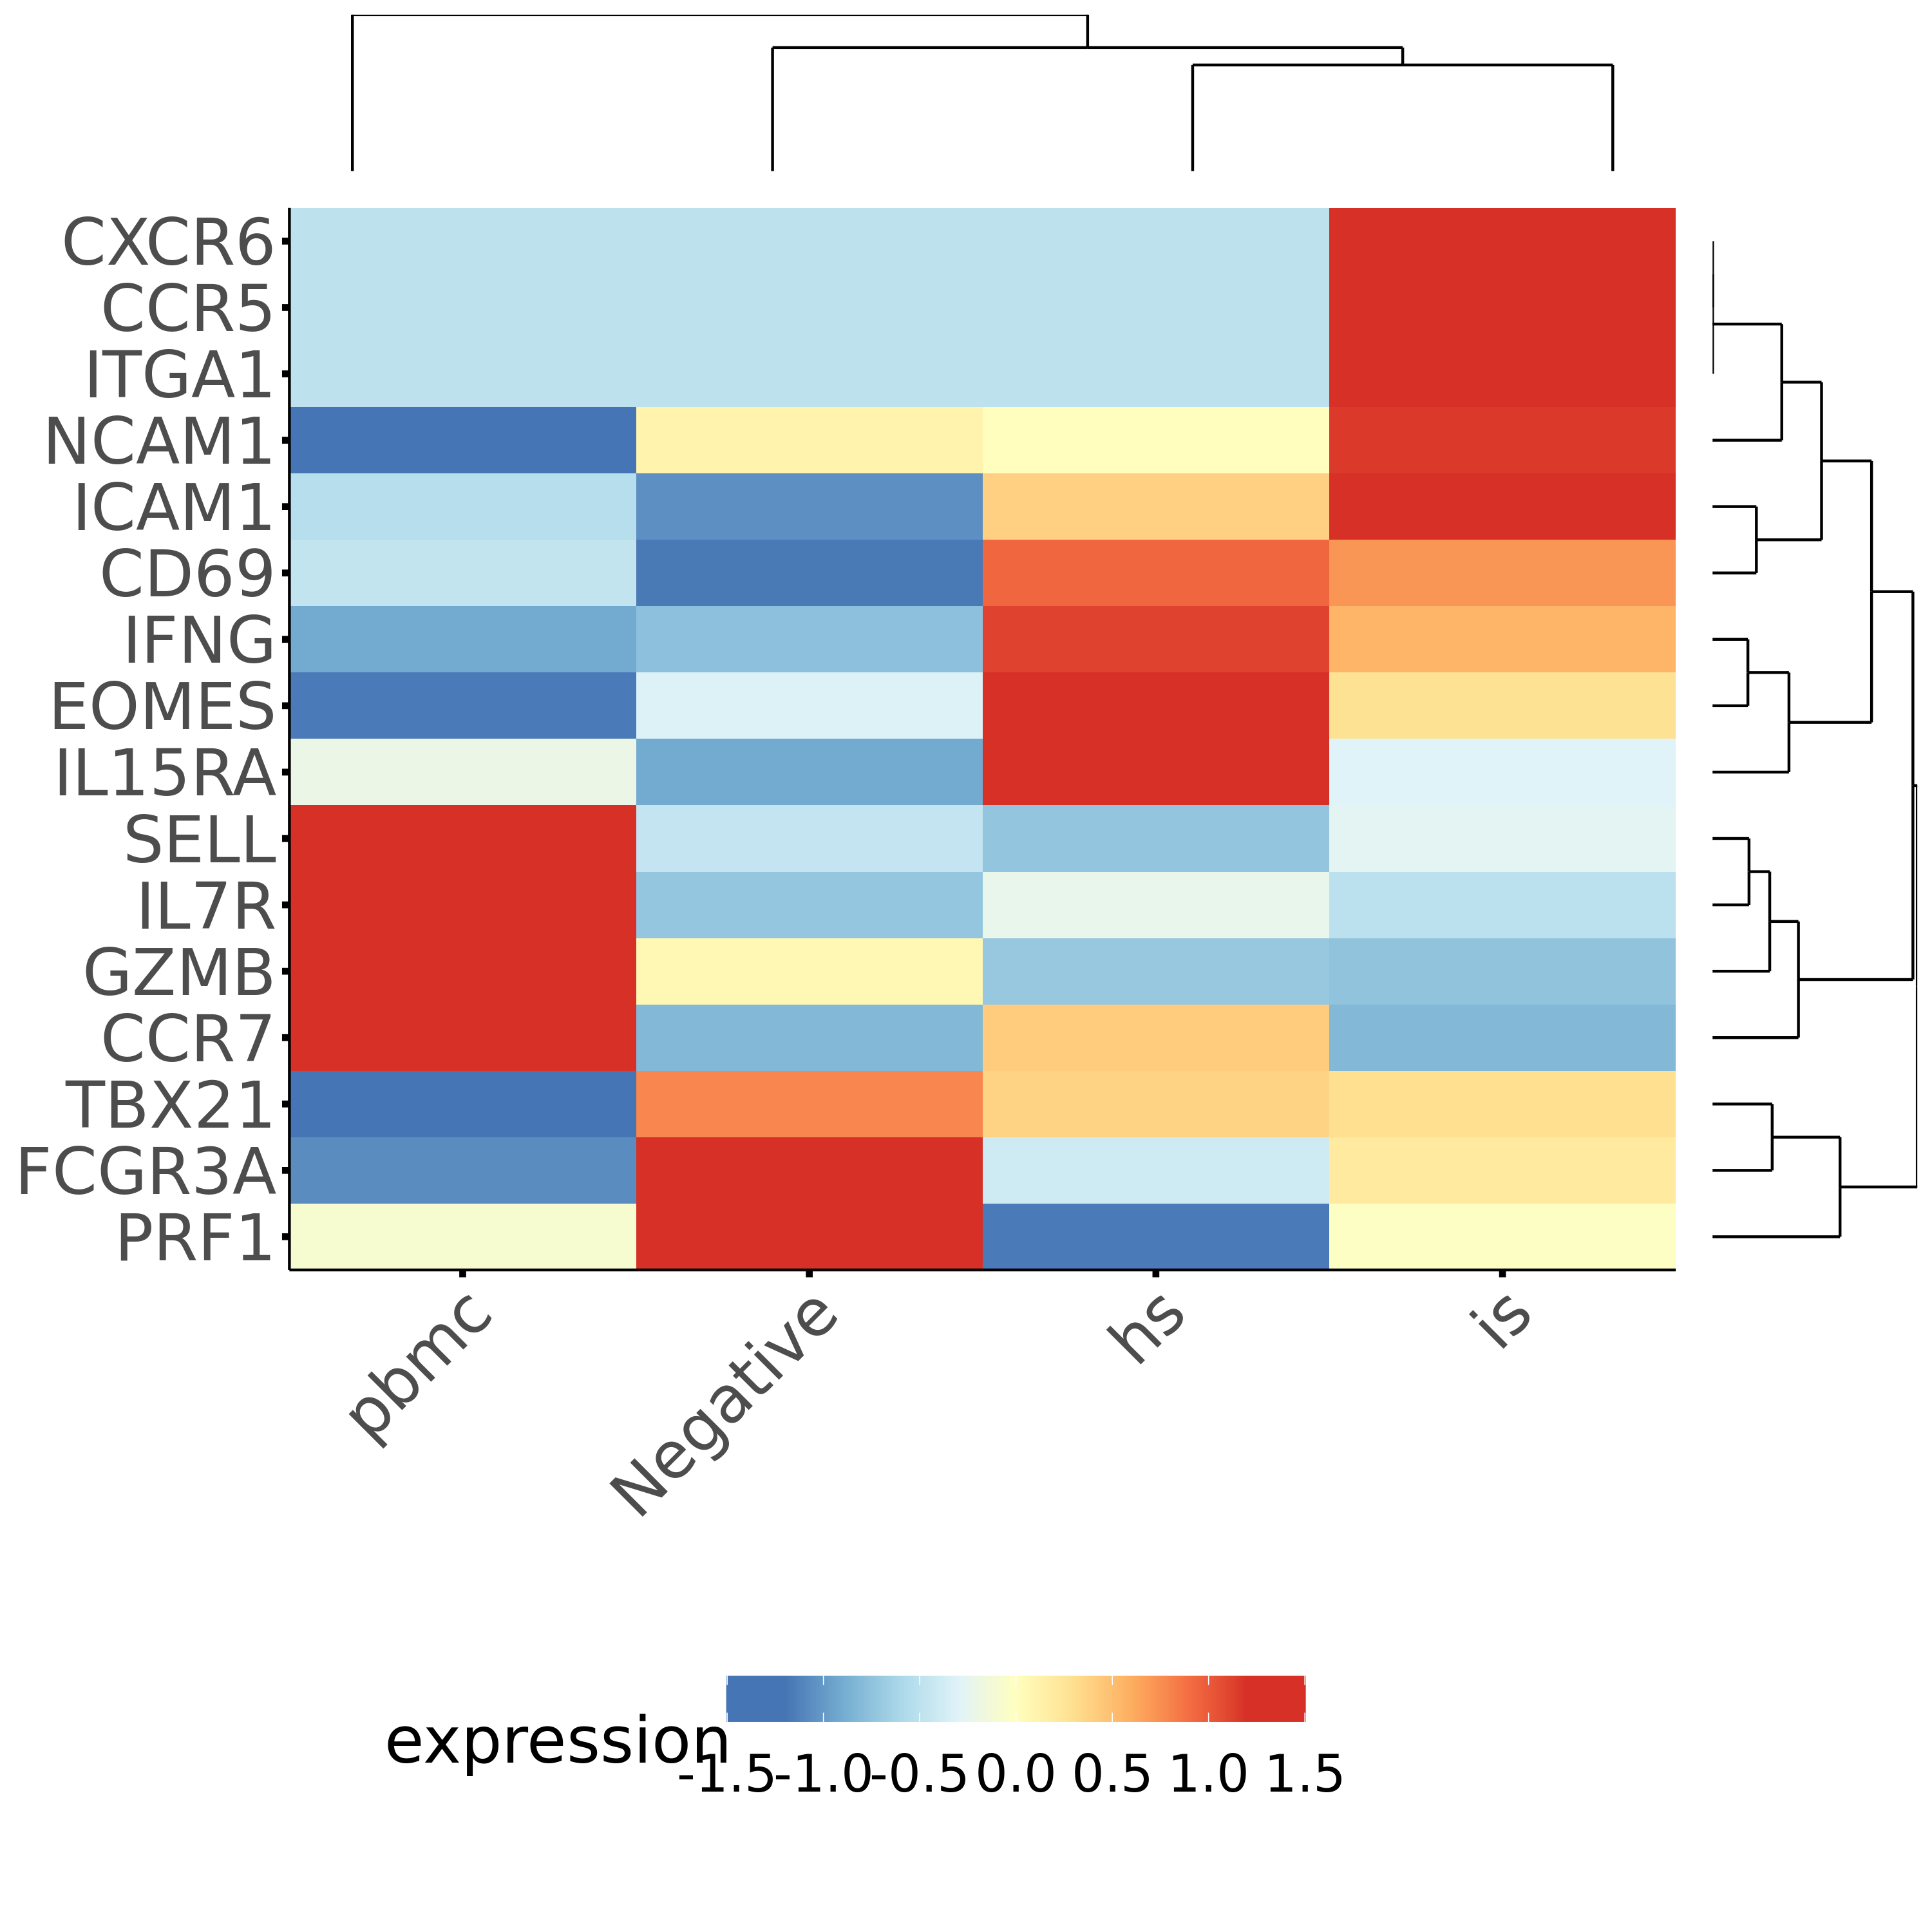 CXCR6
CCR5
ITGA1
NCAM1
ICAM1
CD69
IFNG
EOMES
IL15RA
SELL
IL7R
GZMB
CCR7
TBX21
FCGR3A
PRF1
pbmc Negative hs is
expression
-1.5 -1.0 -0.5 0.0 0.5 1.0 1.5